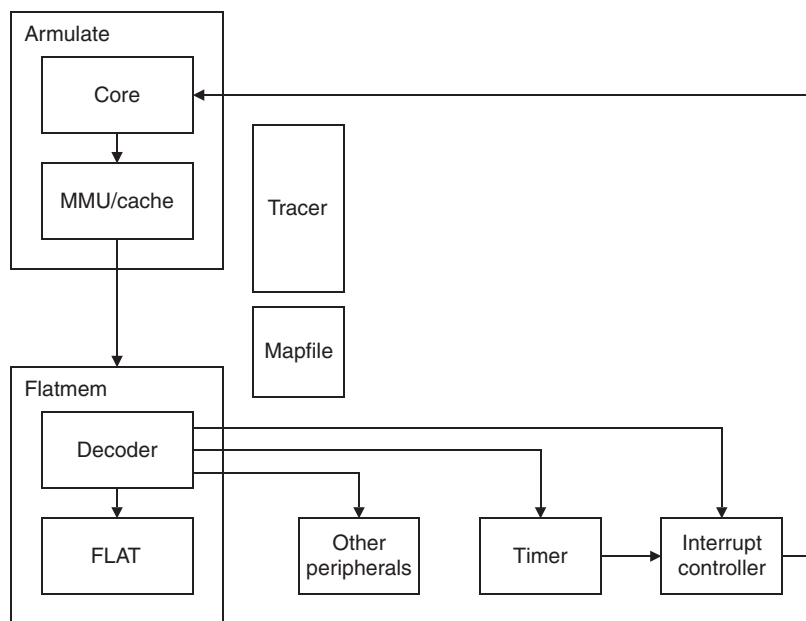 Armulate
Core
MMU/cache
Tracer
Mapfile
Flatmem
Decoder
FLAT
Other
peripherals
Timer
Interrupt
controller